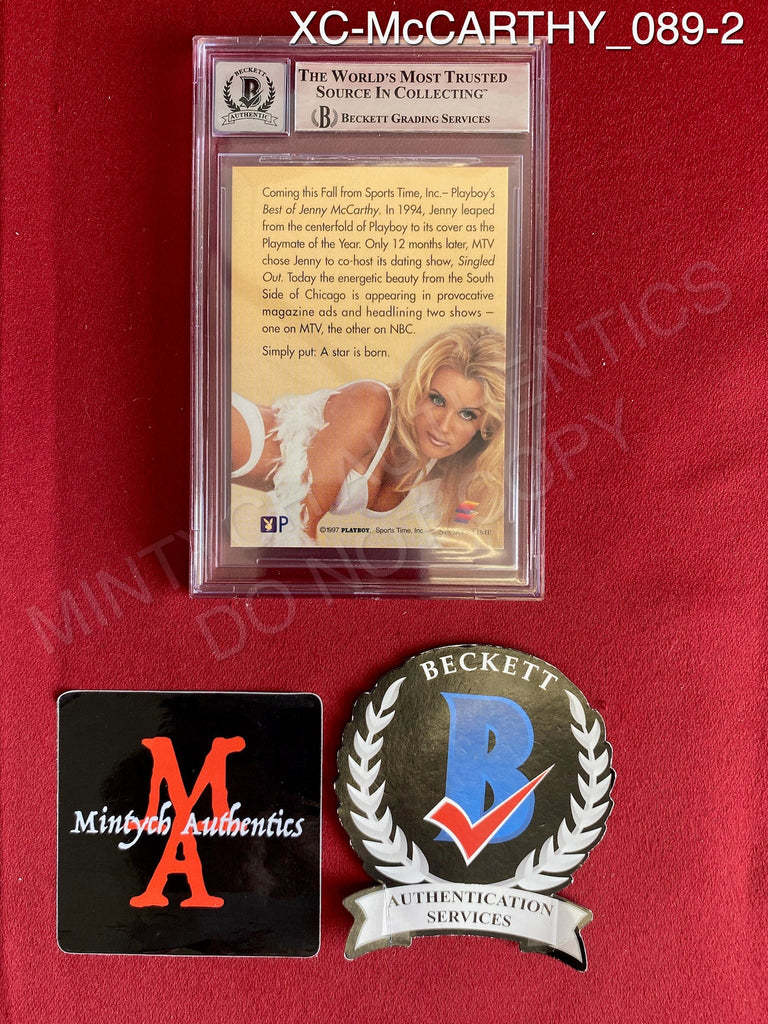 XC-McCARTHY_089-2
BECKETT
B
AUTHENTIC
THE WORLD'S MOST TRUSTED
SOURCE IN COLLECTING™
B BECKETT GRADING SERVICES
Coming this Fall from Sports Time, Inc.– Playboy's
Best of Jenny McCarthy. In 1994, Jenny leaped
from the centerfold of Playboy to its cover as the
Playmate of the Year. Only 12 months later, MTV
chose Jenny to co-host its dating show, Singled
Out. Today the energetic beauty from the South
Side of Chicago is appearing in provocative
magazine ads and headlining two shows –
one on MTV, the other on NBC.
Simply put: A star is born.
P
©1997 PLAYBOY. Sports Time, Inc.
SPORTS TIME
MINTYCH AUTHENTICS
DO NOT COPY
MA
Mintych Authentics
BECKETT
B
AUTHENTICATION
SERVICES